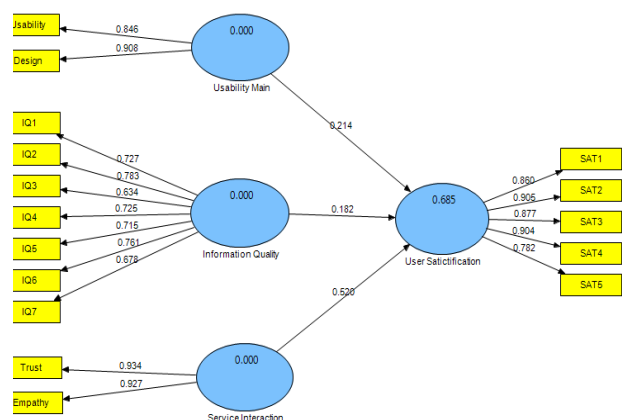 Usability
0.846
0.908
Design
0.000
Usability Main
0.214
IQ1
IQ2
IQ3
IQ4
IQ5
IQ6
IQ7
0.727
0.783
0.634
0.725
0.715
0.761
0.678
0.000
Information Quality
0.182
0.685
User Satictification
0.860
0.905
0.877
0.904
0.782
SAT1
SAT2
SAT3
SAT4
SAT5
0.520
Trust
0.934
0.927
Empathy
0.000
Service Interaction